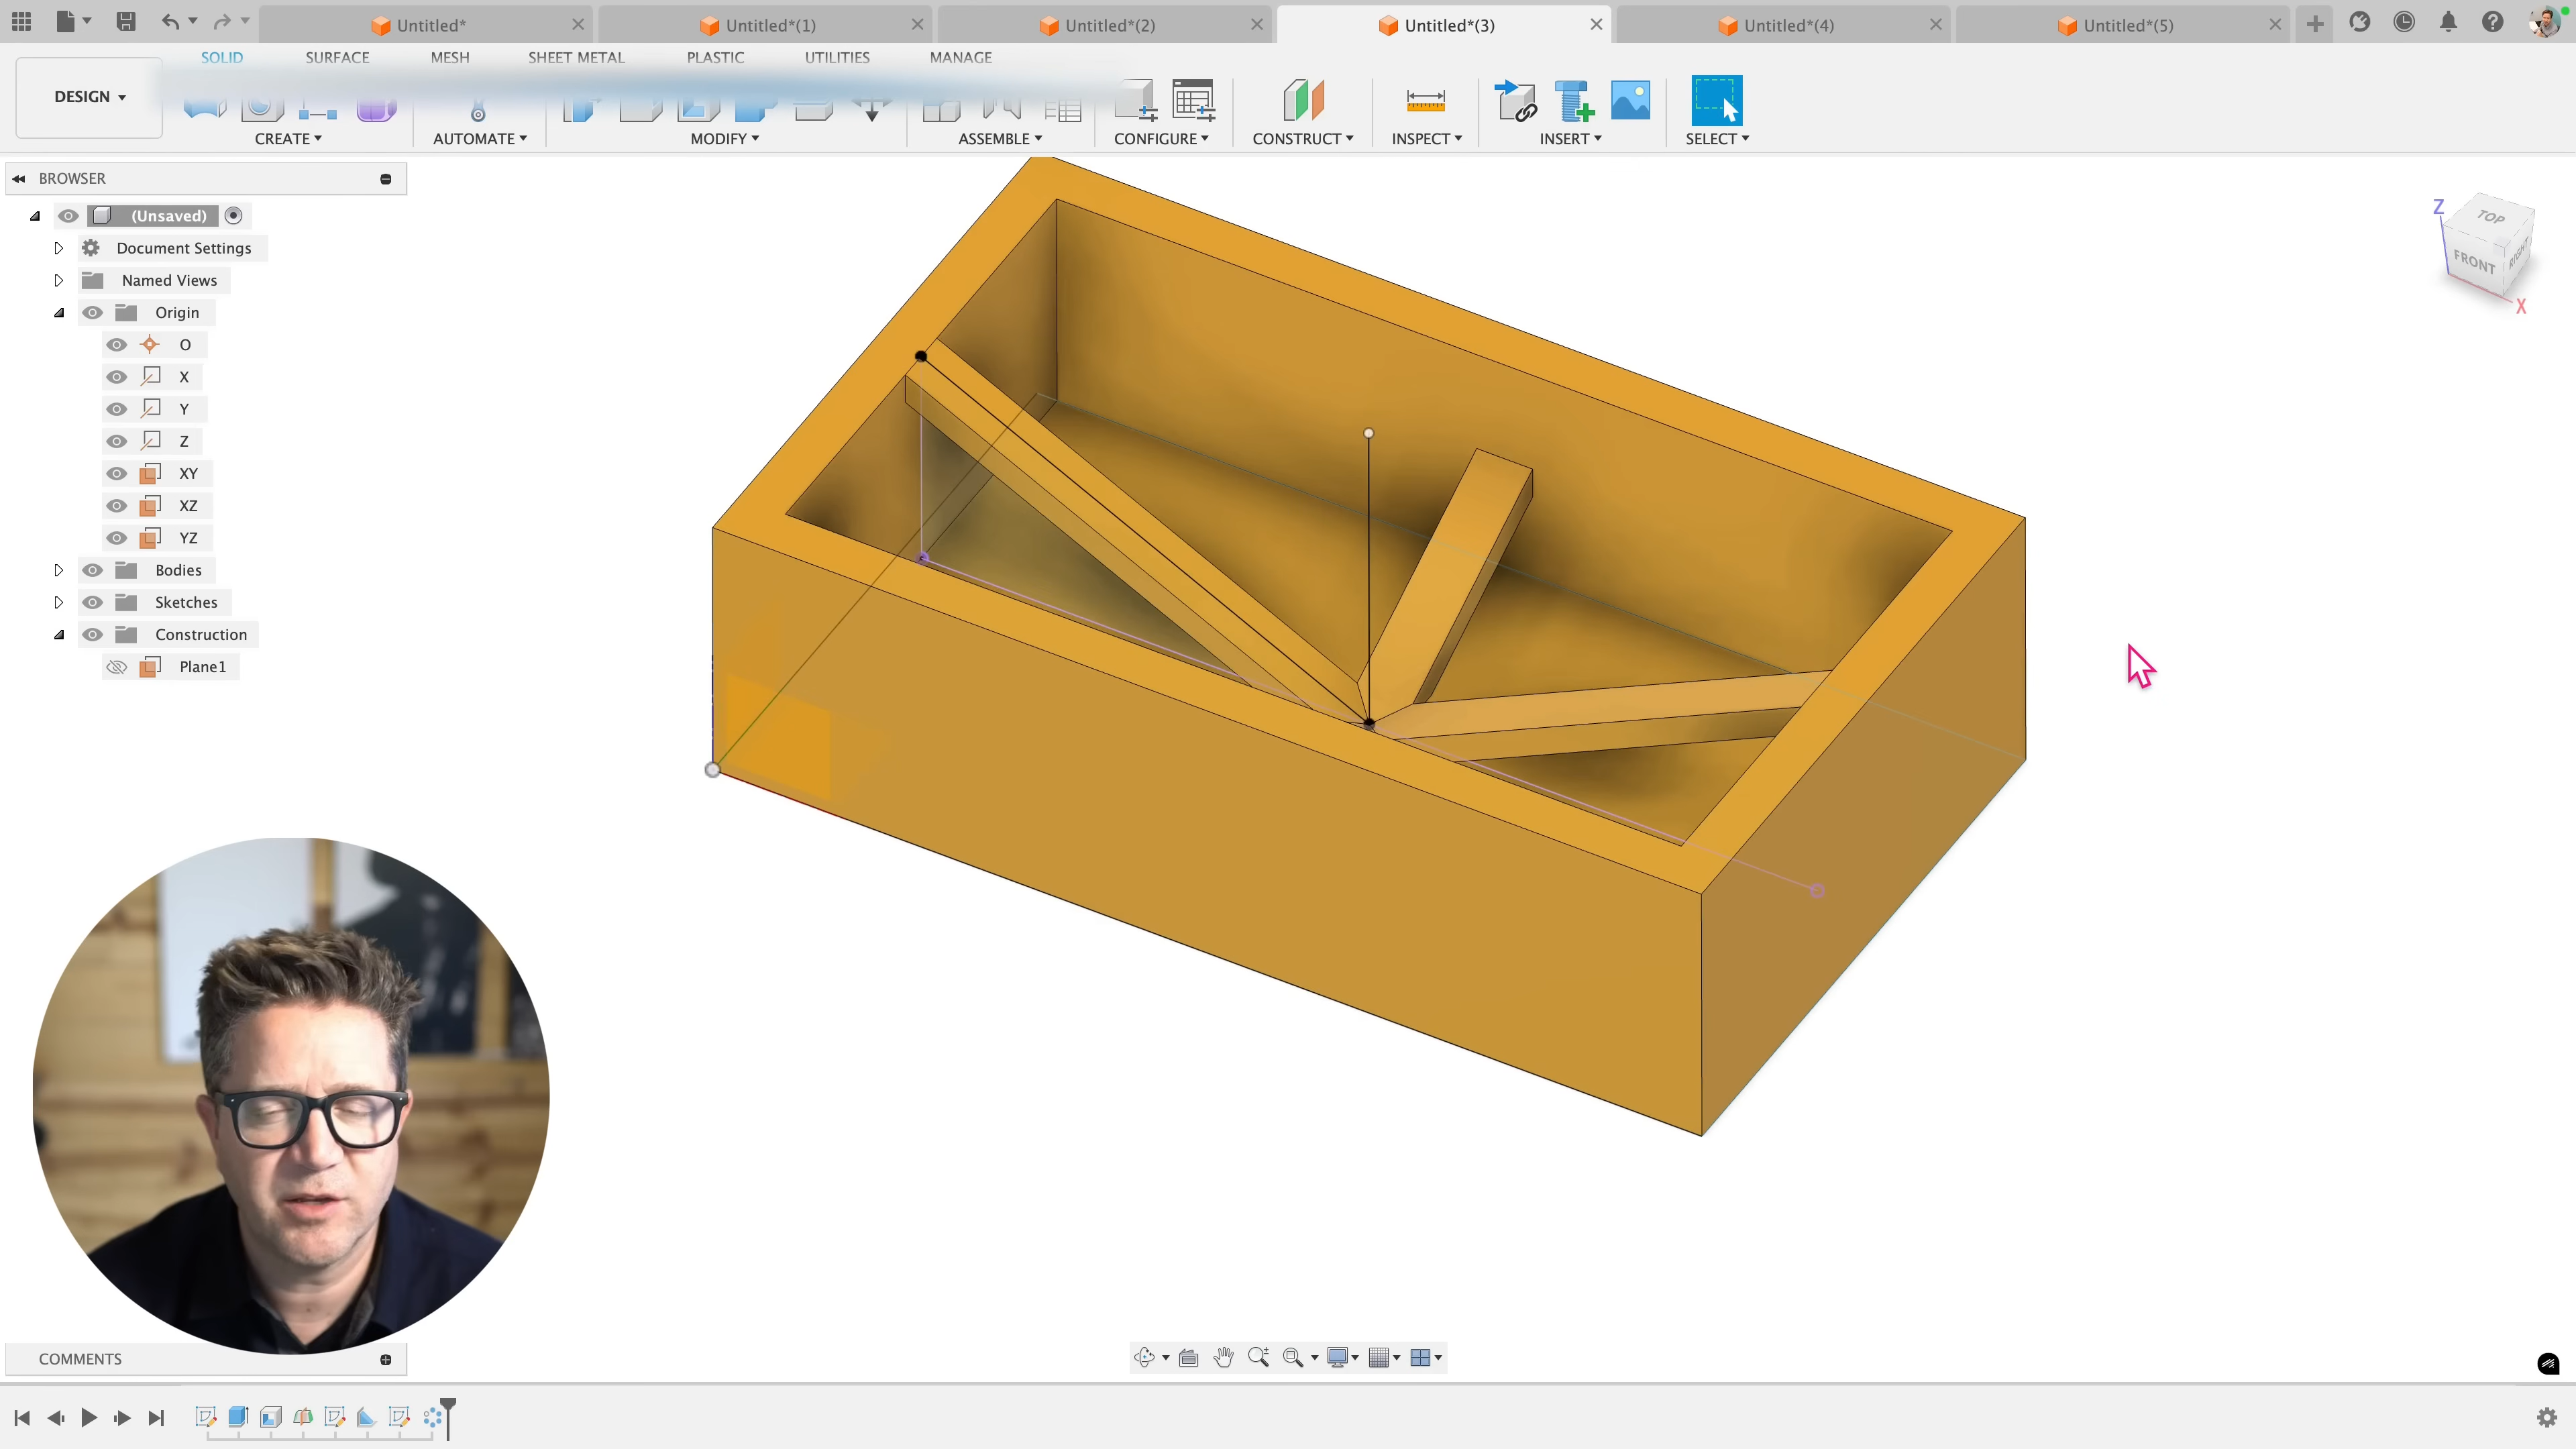 Untitled*
Untitled*(1)
Untitled*(2)
Untitled*(3)
Untitled*(4)
Untitled*(5)
SOLID
SURFACE
MESH
SHEET METAL
PLASTIC
UTILITIES
MANAGE
DESIGN
CREATE
AUTOMATE
MODIFY
ASSEMBLE
CONFIGURE
CONSTRUCT
INSPECT
INSERT
SELECT
BROWSER
(Unsaved)
Document Settings
Named Views
Origin
O
X
Y
Z
XY
XZ
YZ
Bodies
Sketches
Construction
Plane1
Z
TOP
FRONT
RIGHT
X
COMMENTS